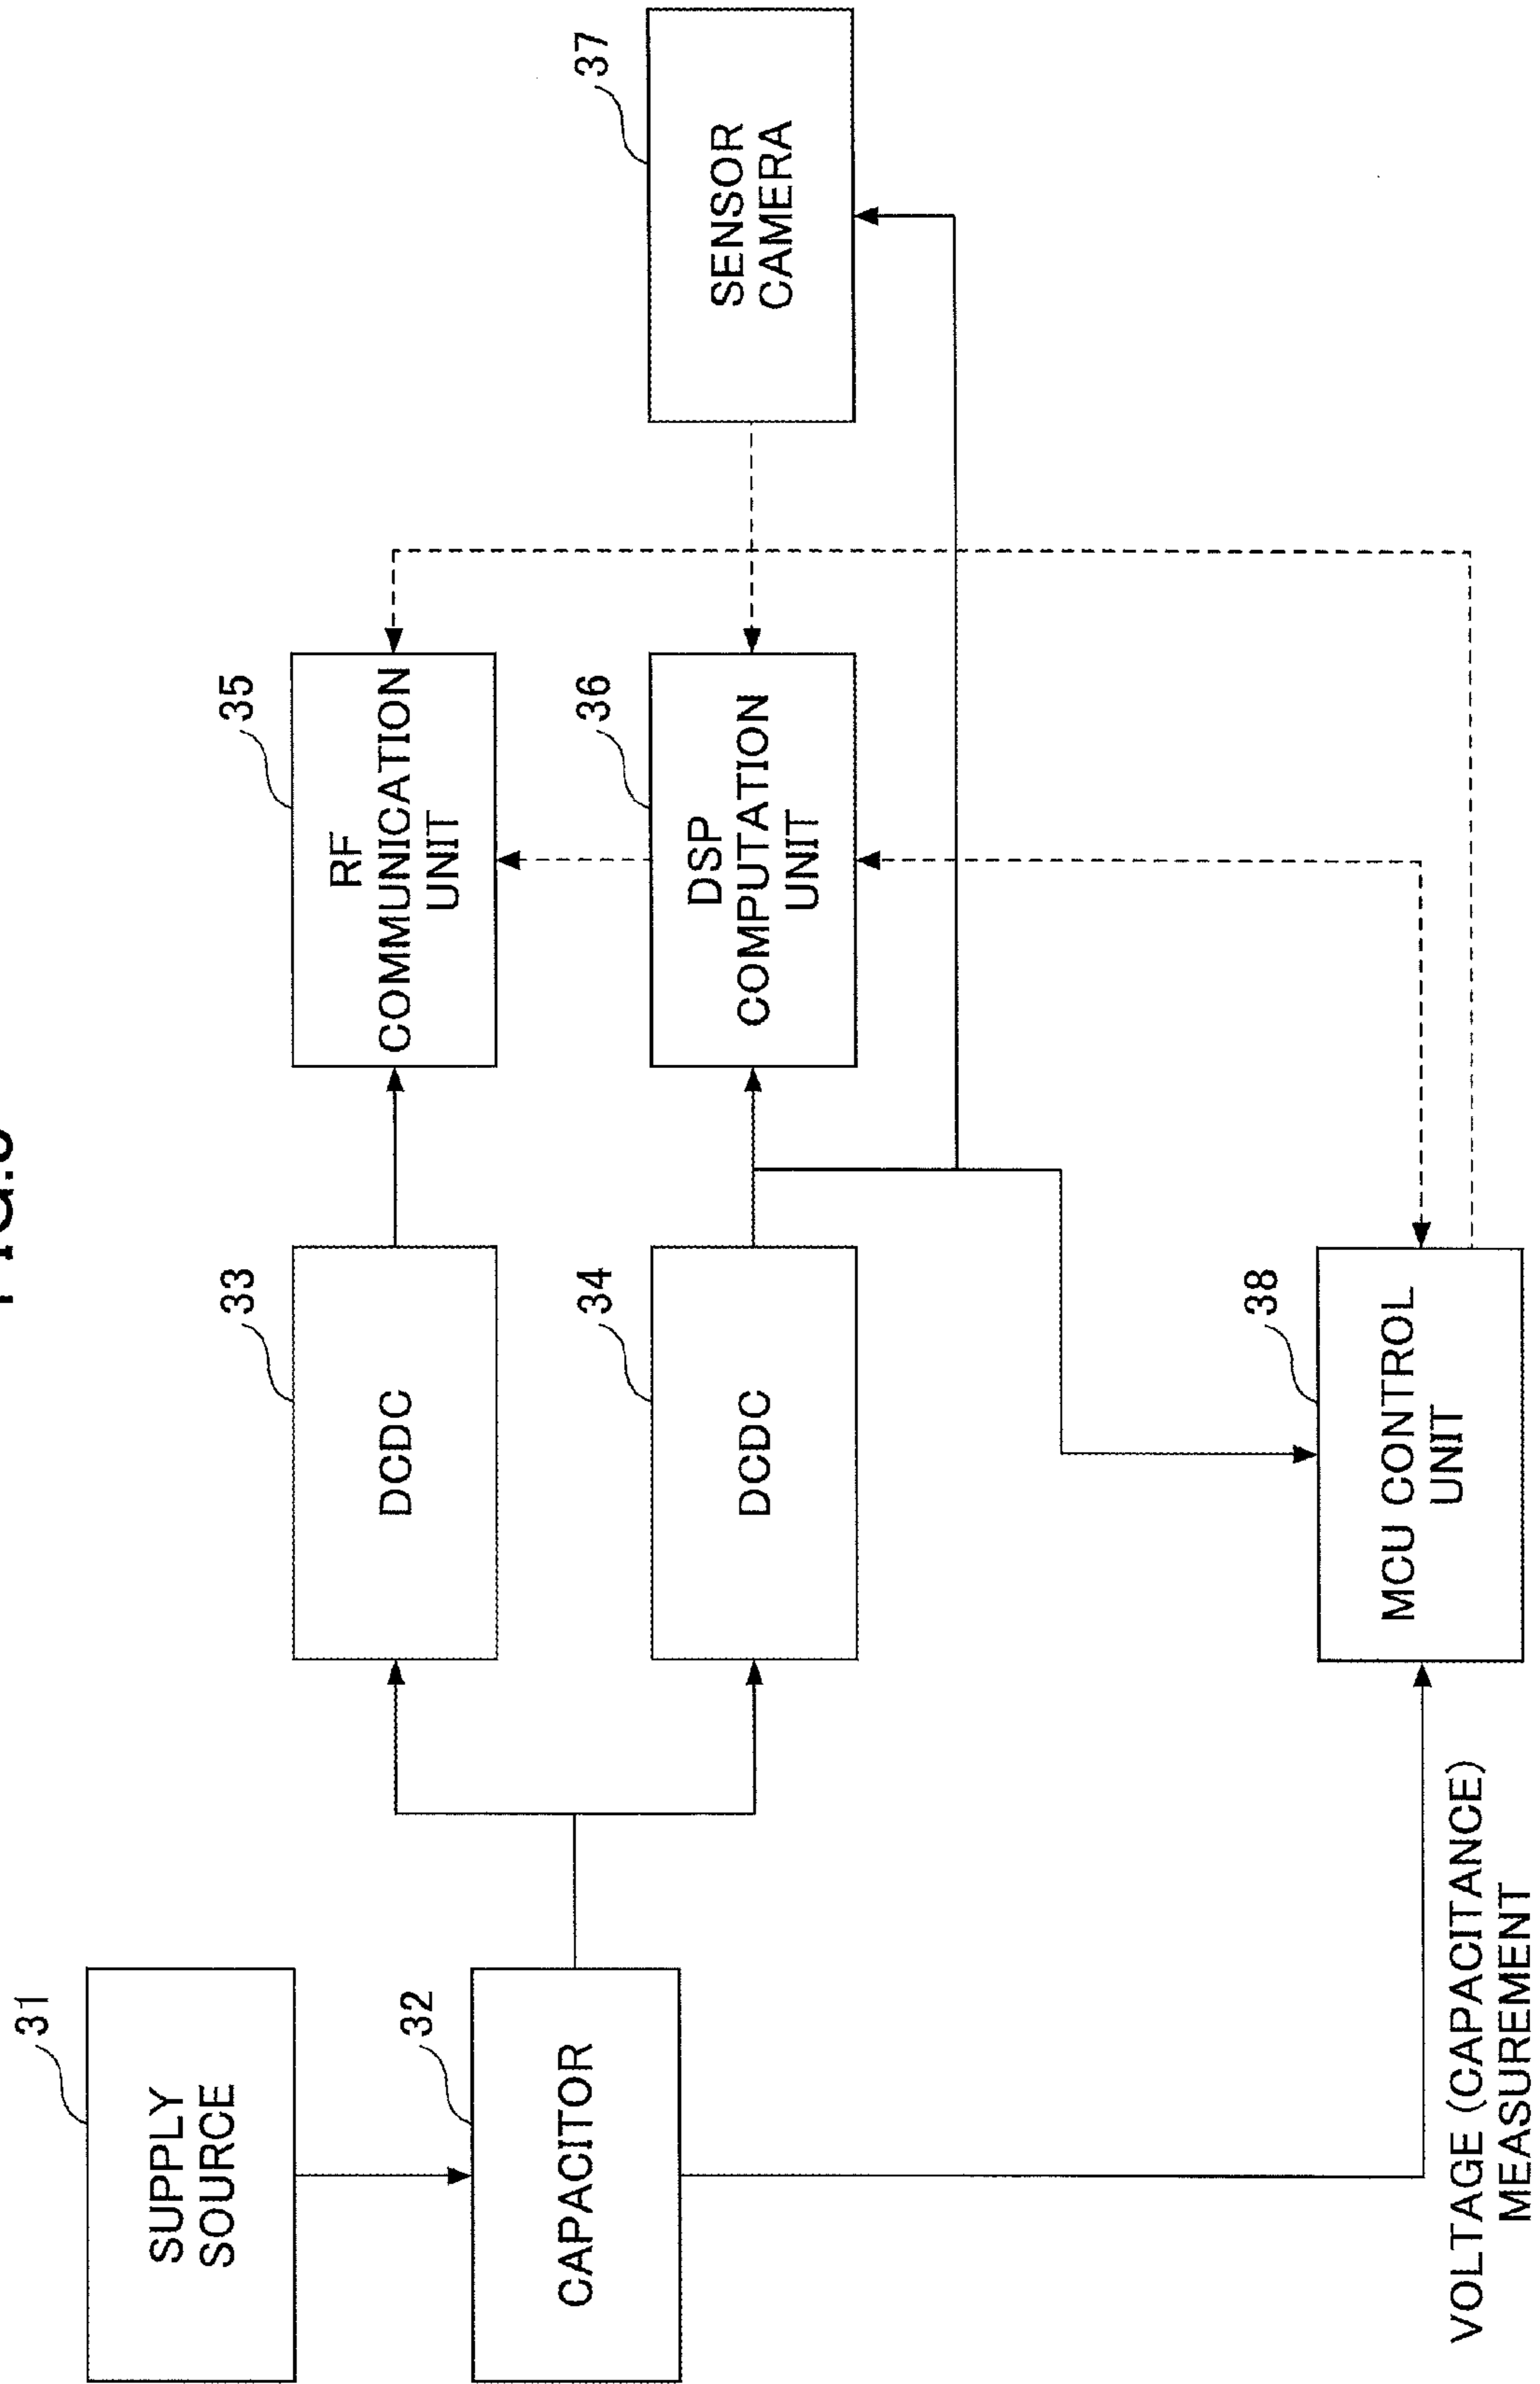 31
SUPPLY
SOURCE
32
CAPACITOR
33
DCDC
34
DCDC
35
RF
COMMUNICATION
UNIT
36
DSP
COMPUTATION
UNIT
37
SENSOR
CAMERA
38
MCU CONTROL
UNIT
VOLTAGE (CAPACITANCE)
MEASUREMENT